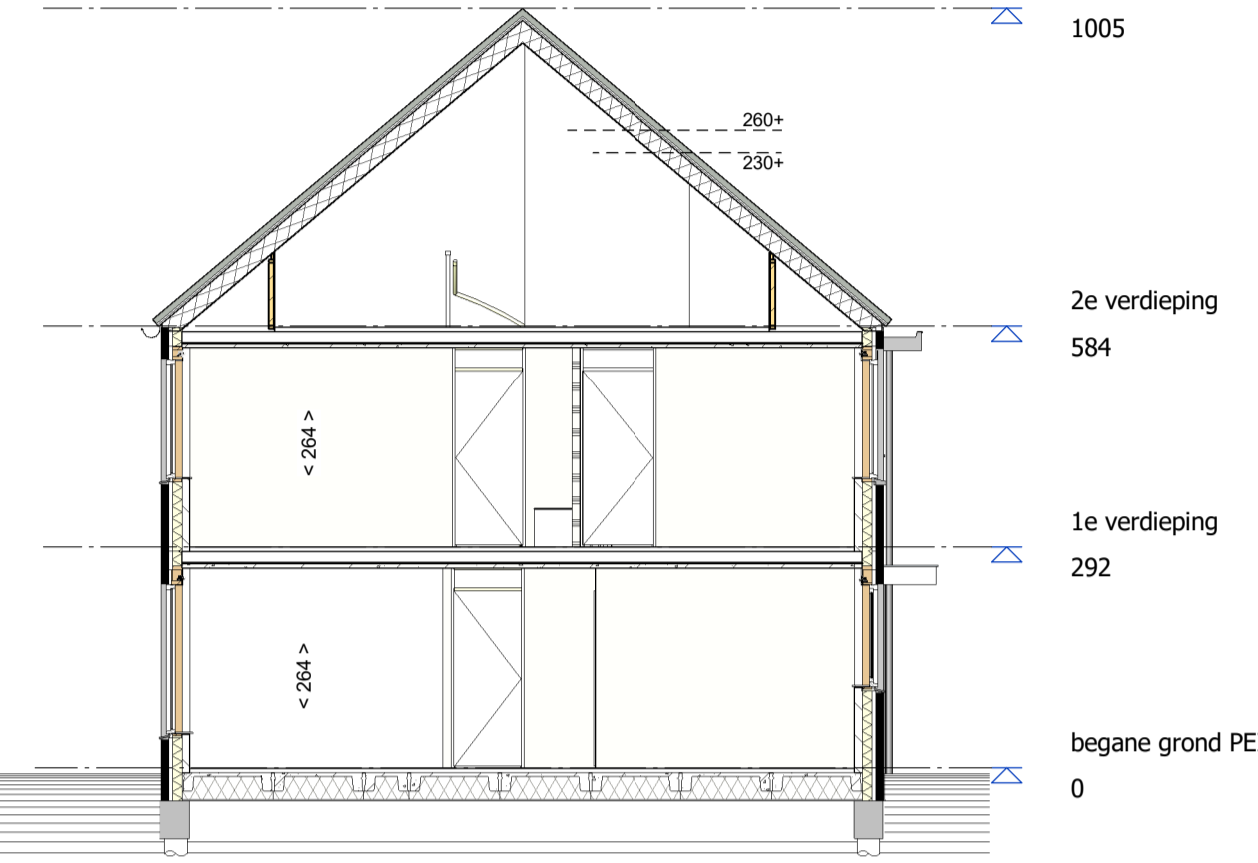 1005
260+
230+
2e verdieping
584
< 264 >
1e verdieping
292
< 264 >
begane grond PE
0